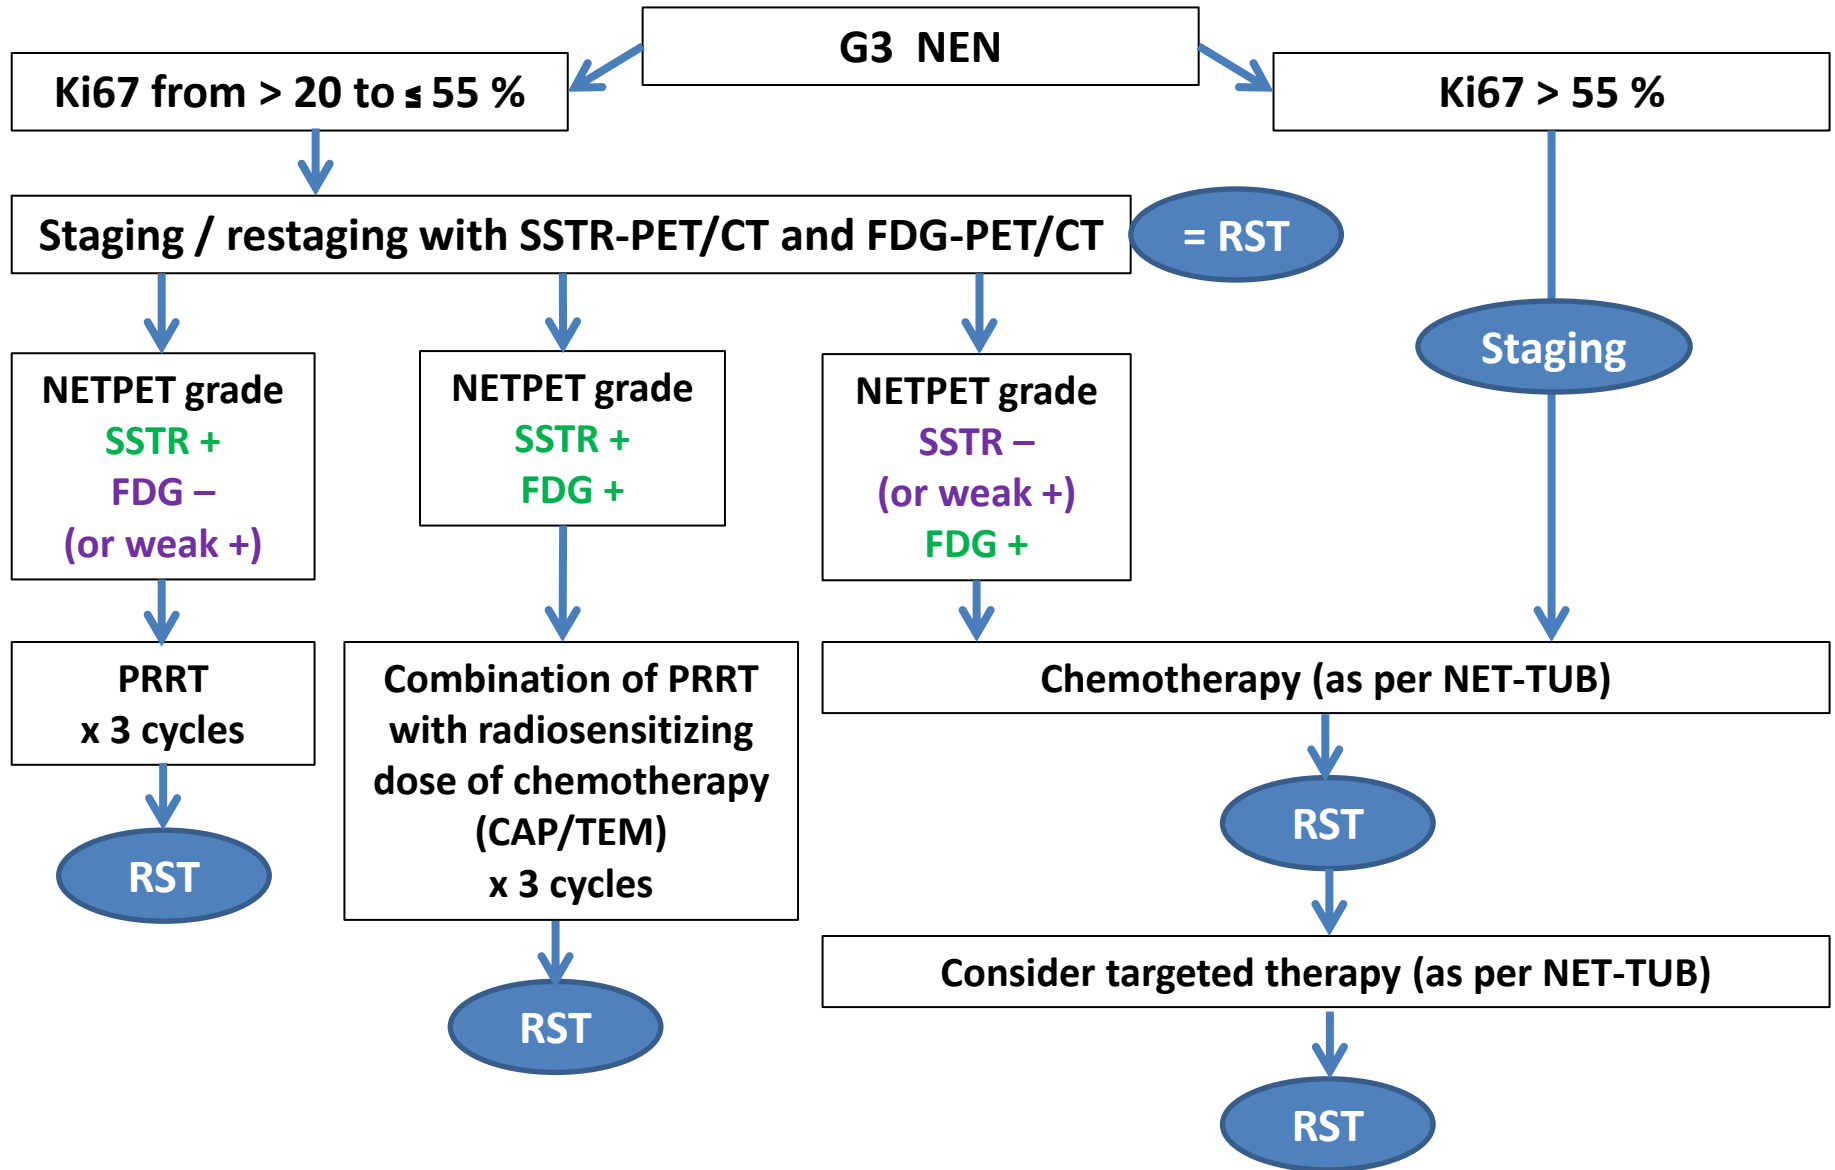 G3 NEN
Ki67 from > 20 to ≤ 55 %
Ki67 > 55 %
Staging / restaging with SSTR-PET/CT and FDG-PET/CT
= RST
Staging
NETPET grade
SSTR +
FDG –
(or weak +)
NETPET grade
SSTR +
FDG +
NETPET grade
SSTR –
(or weak +)
FDG +
PRRT
x 3 cycles
RST
Combination of PRRT
with radiosensitizing
dose of chemotherapy
(CAP/TEM)
x 3 cycles
RST
Chemotherapy (as per NET-TUB)
RST
Consider targeted therapy (as per NET-TUB)
RST